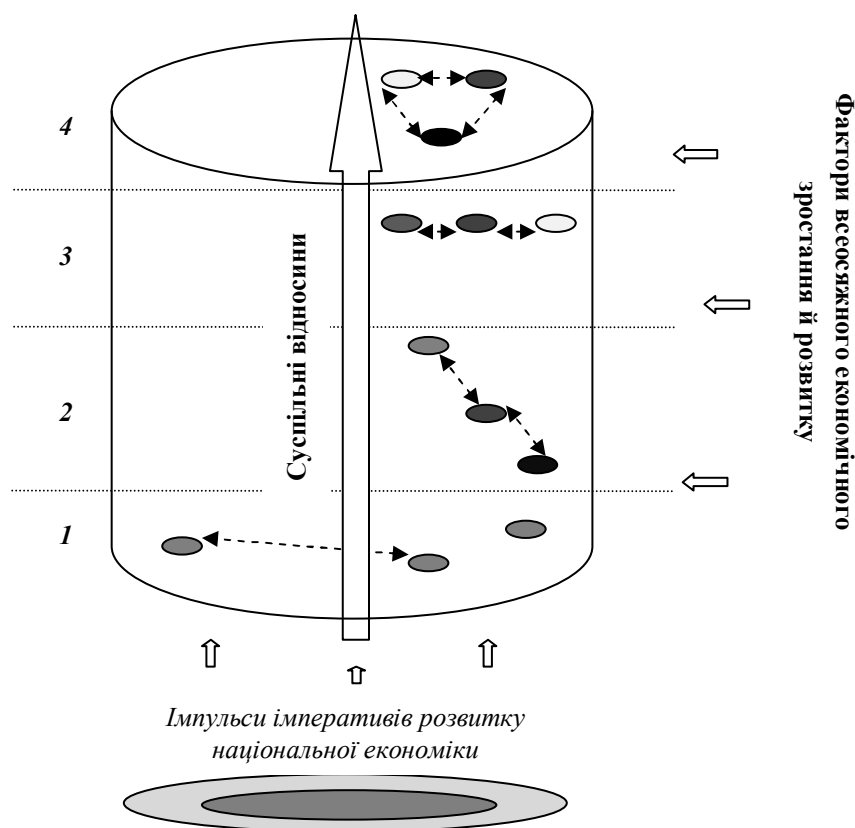 4
3
2
1
Суспільні відносини
Фактори всеосяжного економічного
зростання й розвитку
Імпульси імперативів розвитку
національної економіки